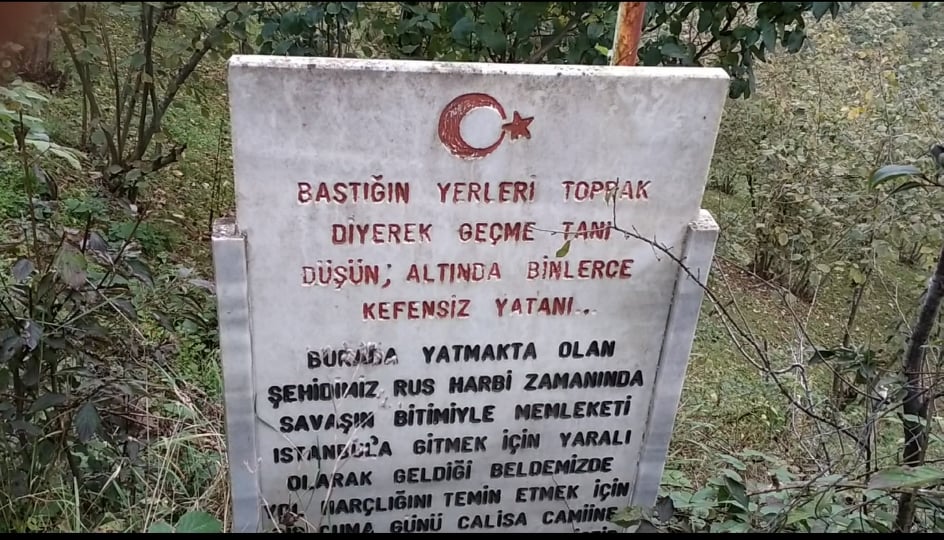 BASTIĞIN YERLERİ TOPRAK
DİYEREK GEÇME TANI
DÜŞÜN, ALTINDA BİNLERCE
KEFENSİZ YATANI...
BURADA YATMAKTA OLAN
ŞEHİDİMİZ RUS HARBİ ZAMANINDA
SAVAŞIN BİTİMİYLE MEMLEKETİ
ISTANBUL'A GİTMEK İÇİN YARALI
OLARAK GELDİĞİ BELDEMİZDE
YOL HARÇLIĞINI TEMİN ETMEK İÇİN
CUMA GÜNÜ CALISA CAMİİNE